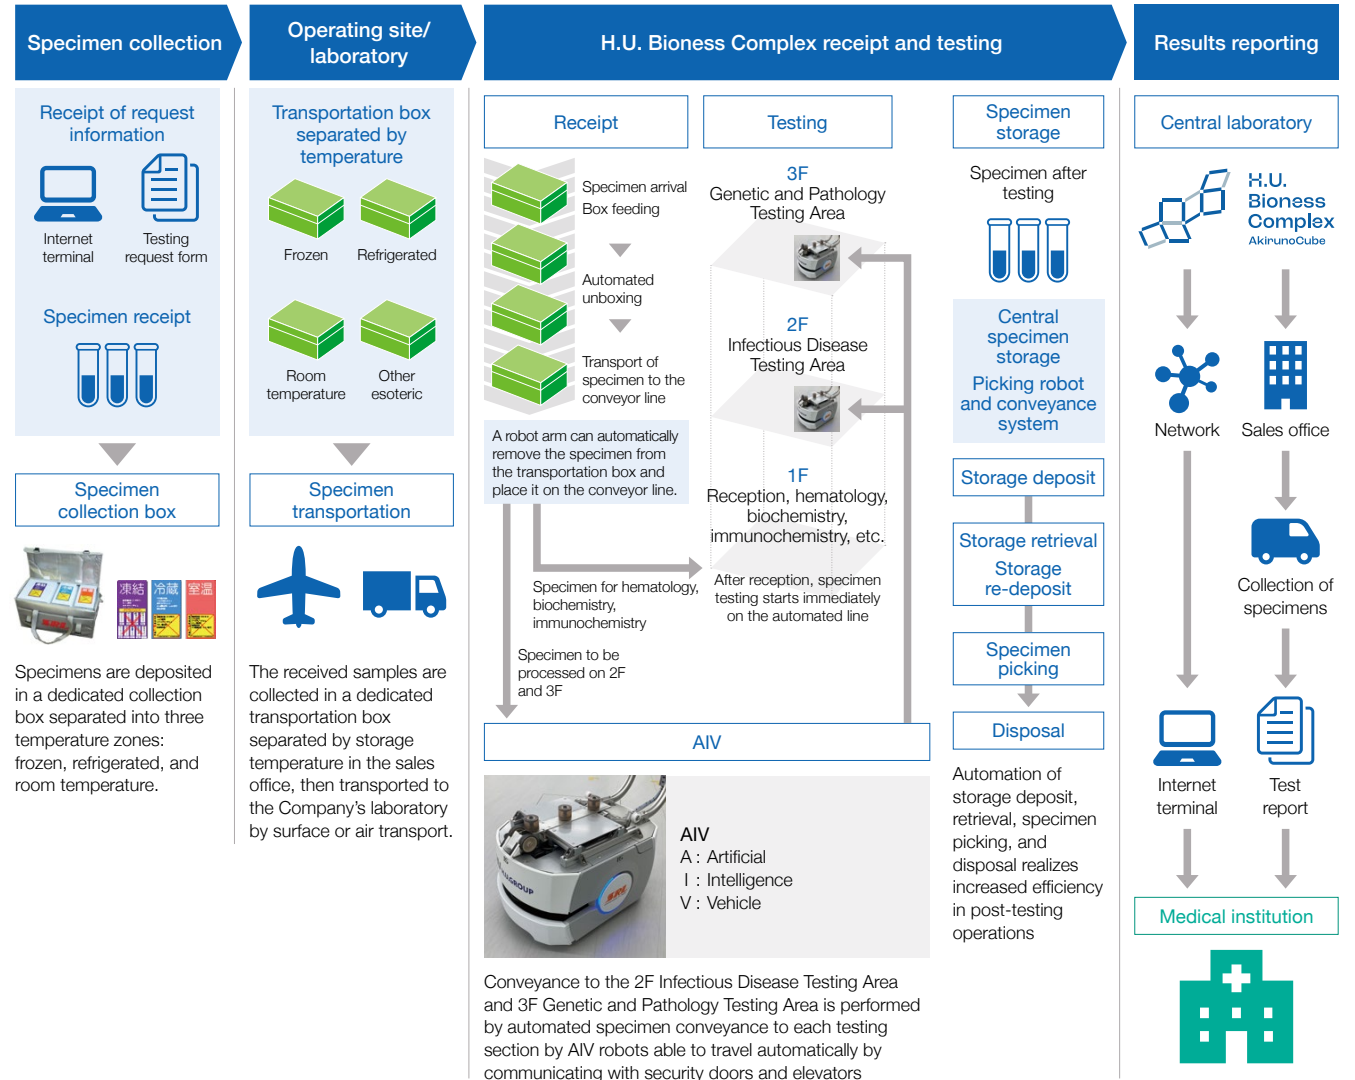 Specimen collection
Operating site/
laboratory
H.U. Bioness Complex receipt and testing
Results reporting
Receipt of request
information
Internet
terminal
Testing
request form
Specimen receipt
Specimen
collection box
凍結
冷蔵
室温
Specimens are deposited
in a dedicated collection
box separated into three
temperature zones:
frozen, refrigerated, and
room temperature.
Transportation box
separated by
temperature
Frozen
Refrigerated
Room
temperature
Other
esoteric
Specimen
transportation
The received samples are
collected in a dedicated
transportation box
separated by storage
temperature in the sales
office, then transported to
the Company's laboratory
by surface or air transport.
Receipt
Specimen arrival
Box feeding
Automated
unboxing
Transport of
specimen to the
conveyor line
A robot arm can automatically
remove the specimen from
the transportation box and
place it on the conveyor line.
Specimen for hematology,
biochemistry,
immunochemistry
Specimen to be
processed on 2F
and 3F
Testing
3F
Genetic and Pathology
Testing Area
2F
Infectious Disease
Testing Area
1F
Reception, hematology,
biochemistry,
immunochemistry, etc.
After reception, specimen
testing starts immediately
on the automated line
AIV
SRL
AIV
A : Artificial
I : Intelligence
V : Vehicle
Conveyance to the 2F Infectious Disease Testing Area
and 3F Genetic and Pathology Testing Area is performed
by automated specimen conveyance to each testing
section by AIV robots able to travel automatically by
communicating with security doors and elevators
Specimen
storage
Specimen after
testing
Central
specimen
storage
Picking robot
and conveyance
system
Storage deposit
Storage retrieval
Storage
re-deposit
Specimen
picking
Disposal
Automation of
storage deposit,
retrieval, specimen
picking, and
disposal realizes
increased efficiency
in post-testing
operations
Central laboratory
H.U.
Bioness
Complex
AkirunoCube
Network
Sales office
Collection of
specimens
Internet
terminal
Test
report
Medical institution